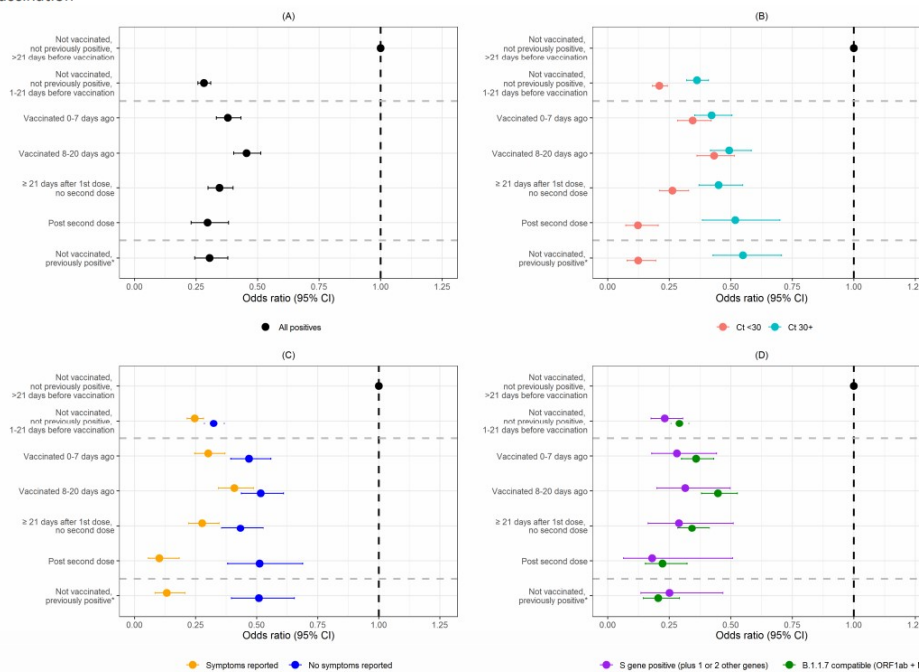 (A)
Not vaccinated,
not previously positive,
>21 days before vaccination
Not vaccinated,
not previously positive,
1-21 days before vaccination
Vaccinated 0-7 days ago
Vaccinated 8-20 days ago
≥ 21 days after 1st dose,
no second dose
Post second dose
Not vaccinated,
previously positive*
0.00 0.25 0.50 0.75 1.00 1.25
Odds ratio (95% CI)
All positives
(B)
Not vaccinated,
not previously positive,
>21 days before vaccination
Not vaccinated,
not previously positive,
1-21 days before vaccination
Vaccinated 0-7 days ago
Vaccinated 8-20 days ago
≥ 21 days after 1st dose,
no second dose
Post second dose
Not vaccinated,
previously positive*
0.00 0.25 0.50 0.75 1.00 1.25
Odds ratio (95% CI)
Ct <30 Ct 30+
(C)
Not vaccinated,
not previously positive,
>21 days before vaccination
Not vaccinated,
not previously positive,
1-21 days before vaccination
Vaccinated 0-7 days ago
Vaccinated 8-20 days ago
≥ 21 days after 1st dose,
no second dose
Post second dose
Not vaccinated,
previously positive*
0.00 0.25 0.50 0.75 1.00 1.25
Odds ratio (95% CI)
Symptoms reported No symptoms reported
(D)
Not vaccinated,
not previously positive,
>21 days before vaccination
Not vaccinated,
not previously positive,
1-21 days before vaccination
Vaccinated 0-7 days ago
Vaccinated 8-20 days ago
≥ 21 days after 1st dose,
no second dose
Post second dose
Not vaccinated,
previously positive*
0.00 0.25 0.50 0.75 1.00 1.25
Odds ratio (95% CI)
S gene positive (plus 1 or 2 other genes) B.1.1.7 compatible (ORF1ab +